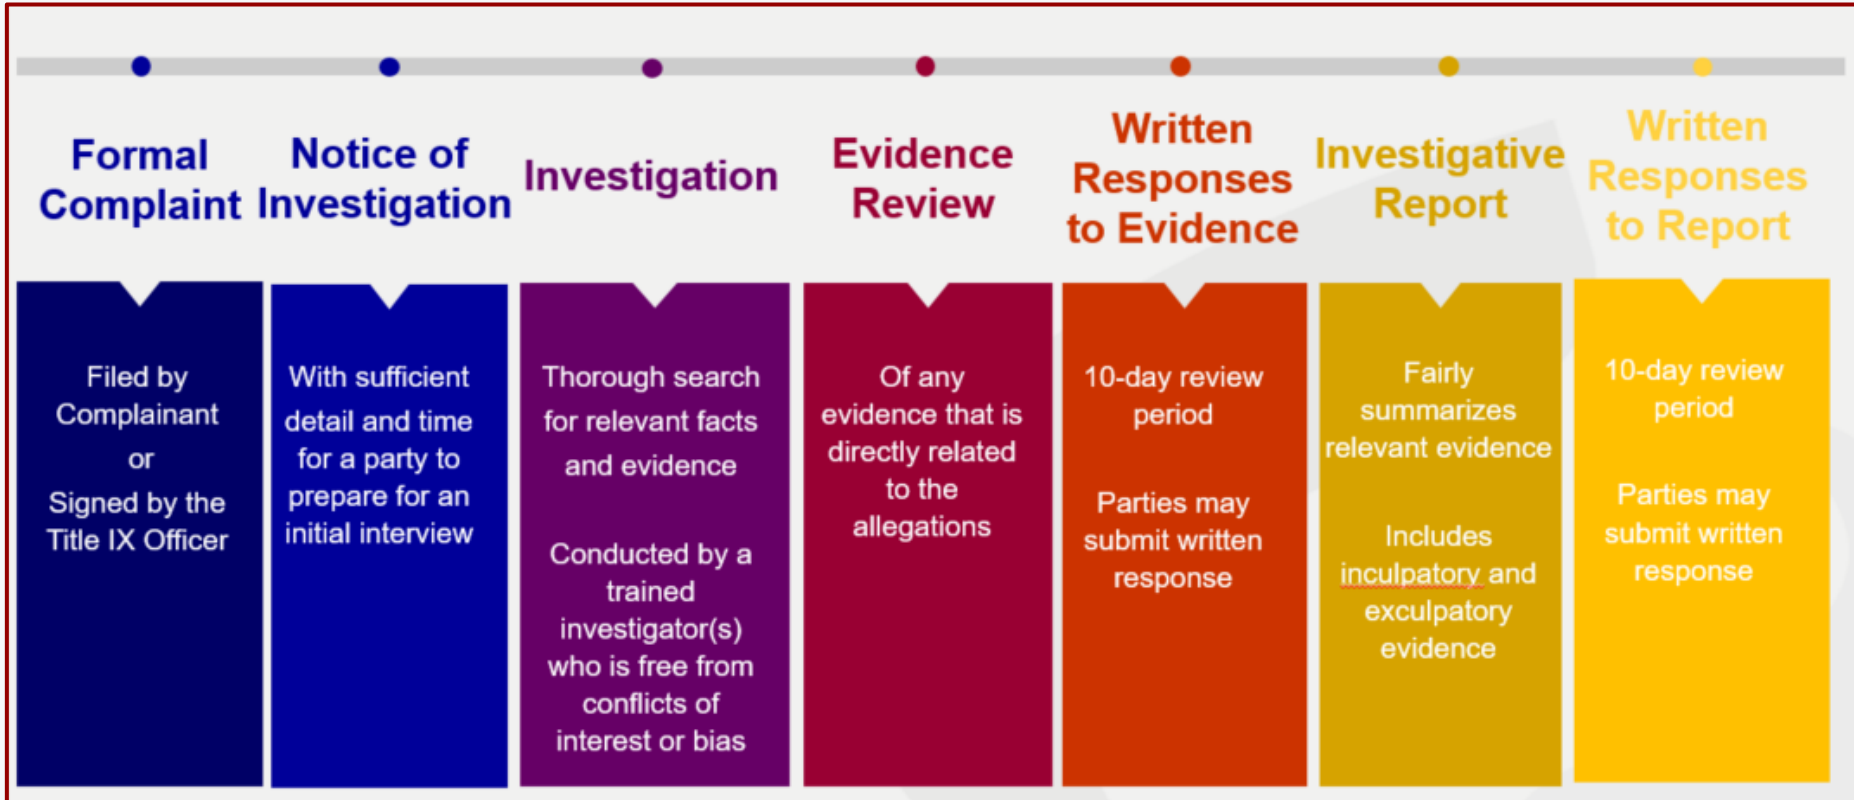 Formal
Complaint
Notice of
Investigation
Investigation
Evidence
Review
Written
Responses
to Evidence
Investigative
Report
Written
Responses
to Report
Filed by
Complainant
or
Signed by the
Title IX Officer
With sufficient
detail and time
for a party to
prepare for an
initial interview
Thorough search
for relevant facts
and evidence
Conducted by a
trained
investigator(s)
who is free from
conflicts of
interest or bias
Of any
evidence that is
directly related
to the
allegations
10-day review
period
Parties may
submit written
response
Fairly
summarizes
relevant evidence
Includes
inculpatory and
exculpatory
evidence
10-day review
period
Parties may
submit written
response